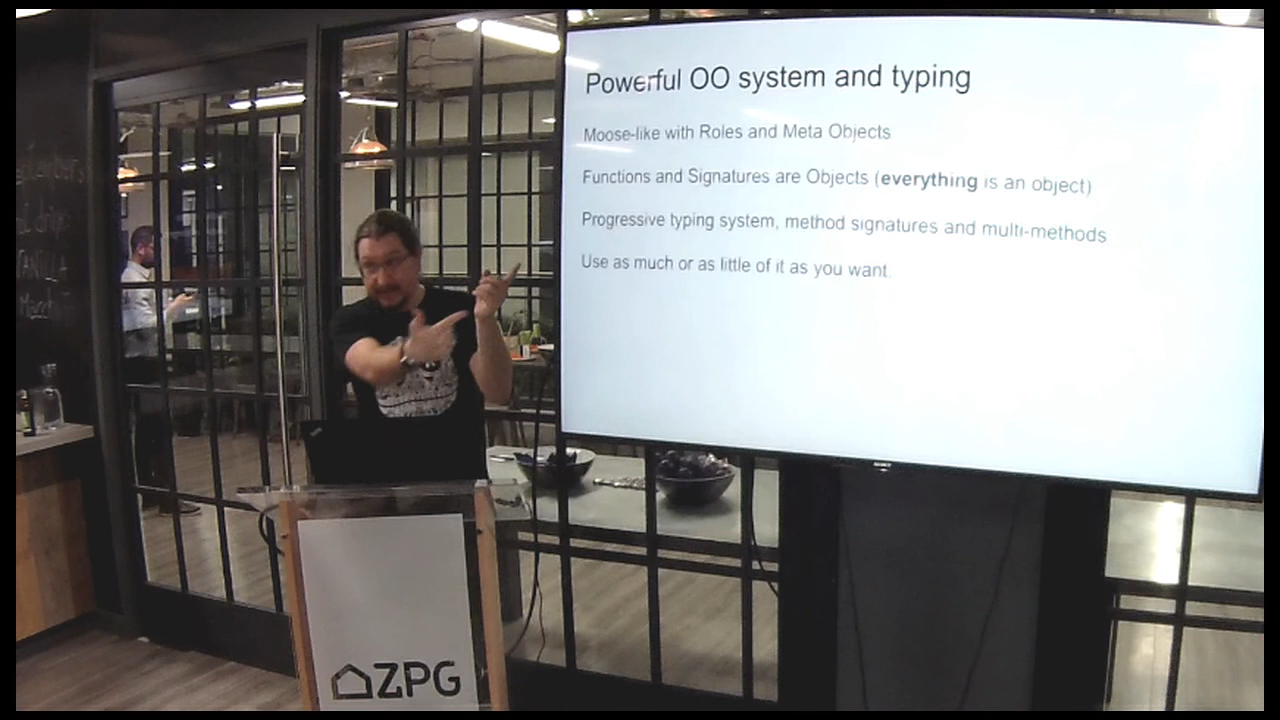 Powerful OO system and typing
Moose-like with Roles and Meta Objects
Functions and Signatures are Objects (everything is an object)
Progressive typing system, method signatures and multi-methods
Use as much or as little of it as you want.
SONY
ZPG